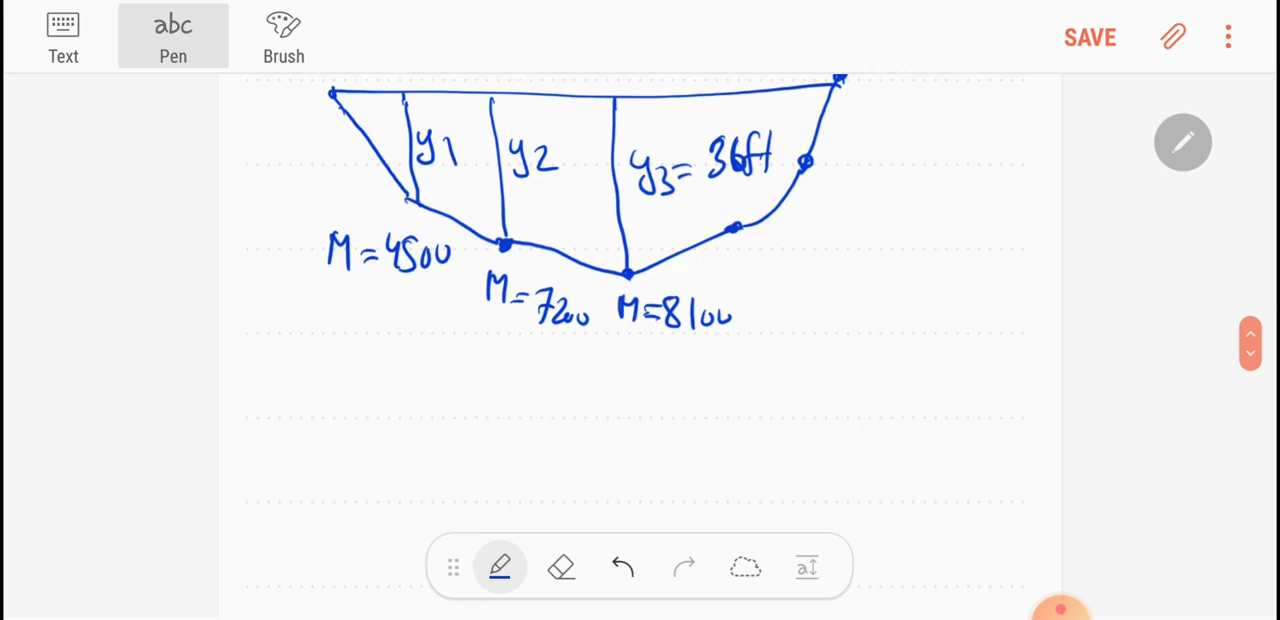 abc
SAVE
Text
Pen
Brush
y1
y2
y3= 36ft
M=4500
M=7200
M=8100
a